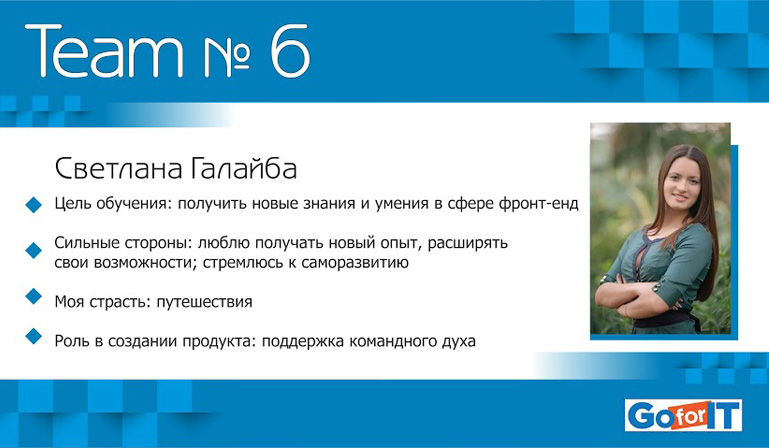 Team № 6
Светлана Галайба
Цель обучения: получить новые знания и умения в сфере фронт-енд
Сильные стороны: люблю получать новый опыт, расширять
свои возможности; стремлюсь к саморазвитию
Моя страсть: путешествия
Роль в создании продукта: поддержка командного духа
Go for IT